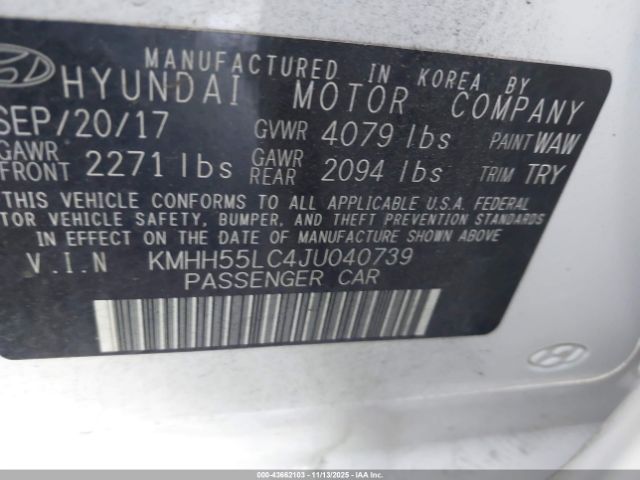 MANUFACTURED IN KOREA BY
HYUNDAI MOTOR COMPANY
SEP/20/17 GVWR 4079 lbs PAINT WAW
GAWR FRONT 2271 lbs GAWR REAR 2094 lbs TRIM TRY
THIS VEHICLE CONFORMS TO ALL APPLICABLE U.S.A. FEDERAL
TOR VEHICLE SAFETY, BUMPER, AND THEFT PREVENTION STANDARDS
IN EFFECT ON THE DATE OF MANUFACTURE SHOWN ABOVE
V.I.N KMHH55LC4JU040739
PASSENGER CAR
000-43662103 - 11/13/2025 - COPYRIGHT IAA, LLC.